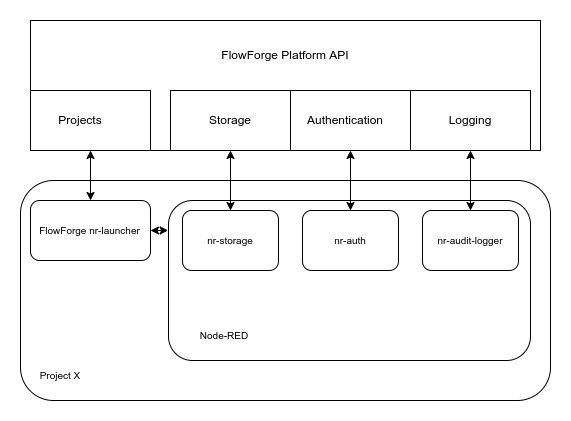 FlowForge Platform API
Projects
Storage
Authentication
Logging
FlowForge nr-launcher
nr-storage
nr-auth
nr-audit-logger
Node-RED
Project X